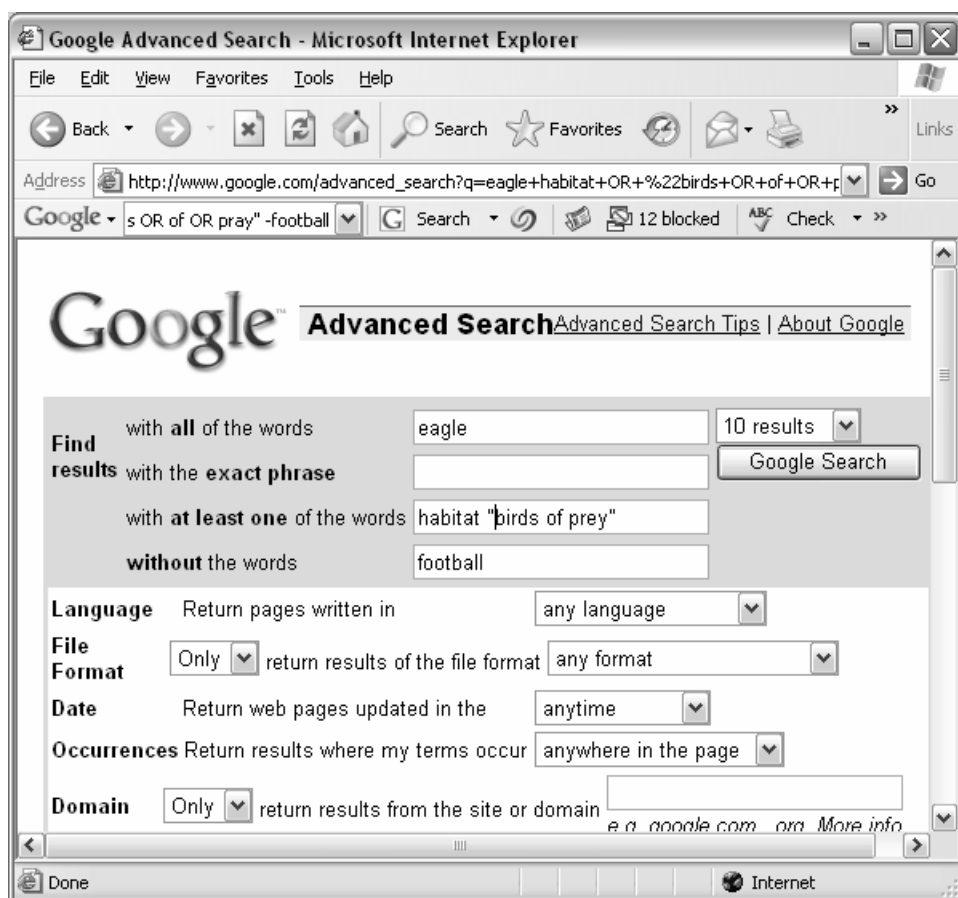 Google Advanced Search - Microsoft Internet Explorer
File Edit View Favorites Tools Help
Back Search Favorites » Links
Address http://www.google.com/advanced_search?q=eagle+habitat+OR+%22birds+OR+of+OR+p Go
Google s OR of OR pray" -football G Search 12 blocked ABC Check »
Google™ Advanced Search Advanced Search Tips | About Google
Find results
with all of the words eagle 10 results
Google Search
with the exact phrase
with at least one of the words habitat "birds of prey"
without the words football
Language Return pages written in any language
File Format Only return results of the file format any format
Date Return web pages updated in the anytime
Occurrences Return results where my terms occur anywhere in the page
Domain Only return results from the site or domain
e.g. google.com, .org More info
Done Internet